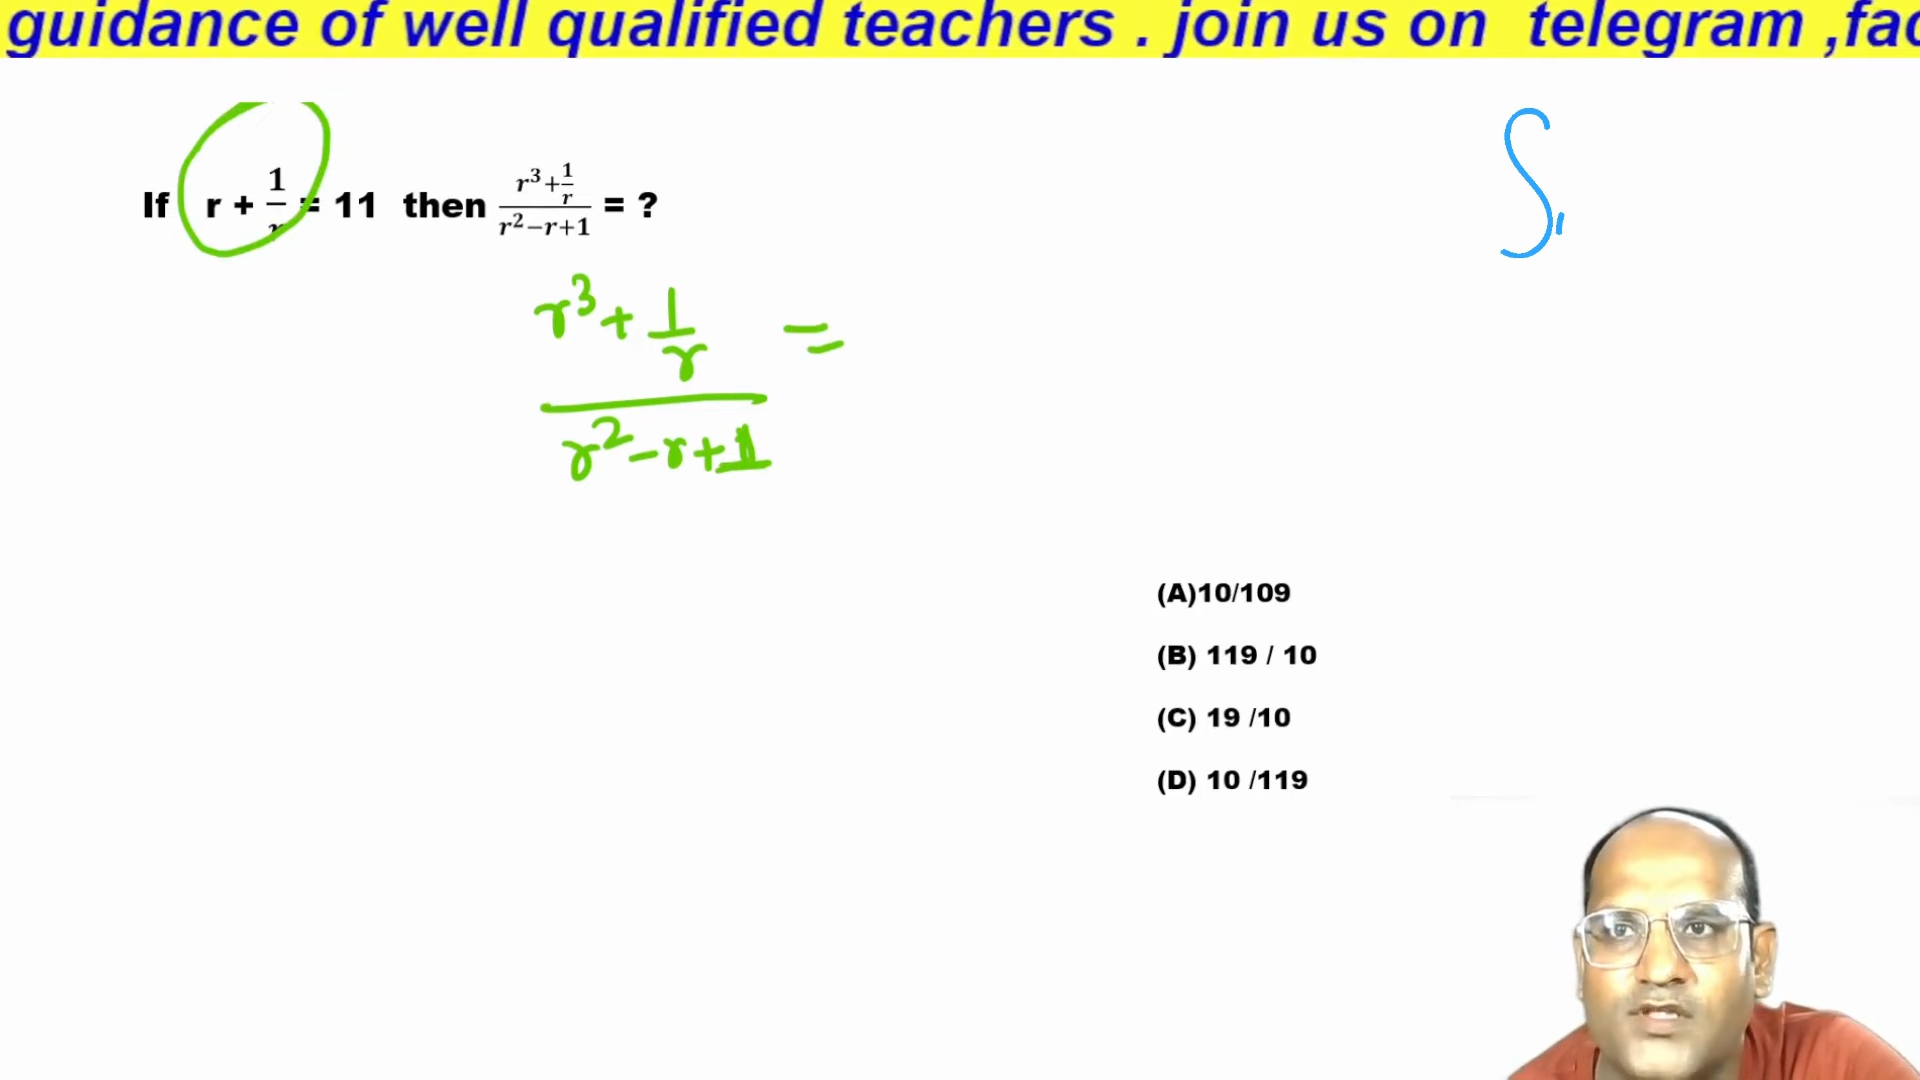 guidance of well qualified teachers . join us on telegram ,fac
If r + 1/r = 11 then (r³+1/r)/(r²−r+1) = ?
r³ + 1/r =
r² − r + 1
S
(A)10/109
(B) 119 / 10
(C) 19 /10
(D) 10 /119